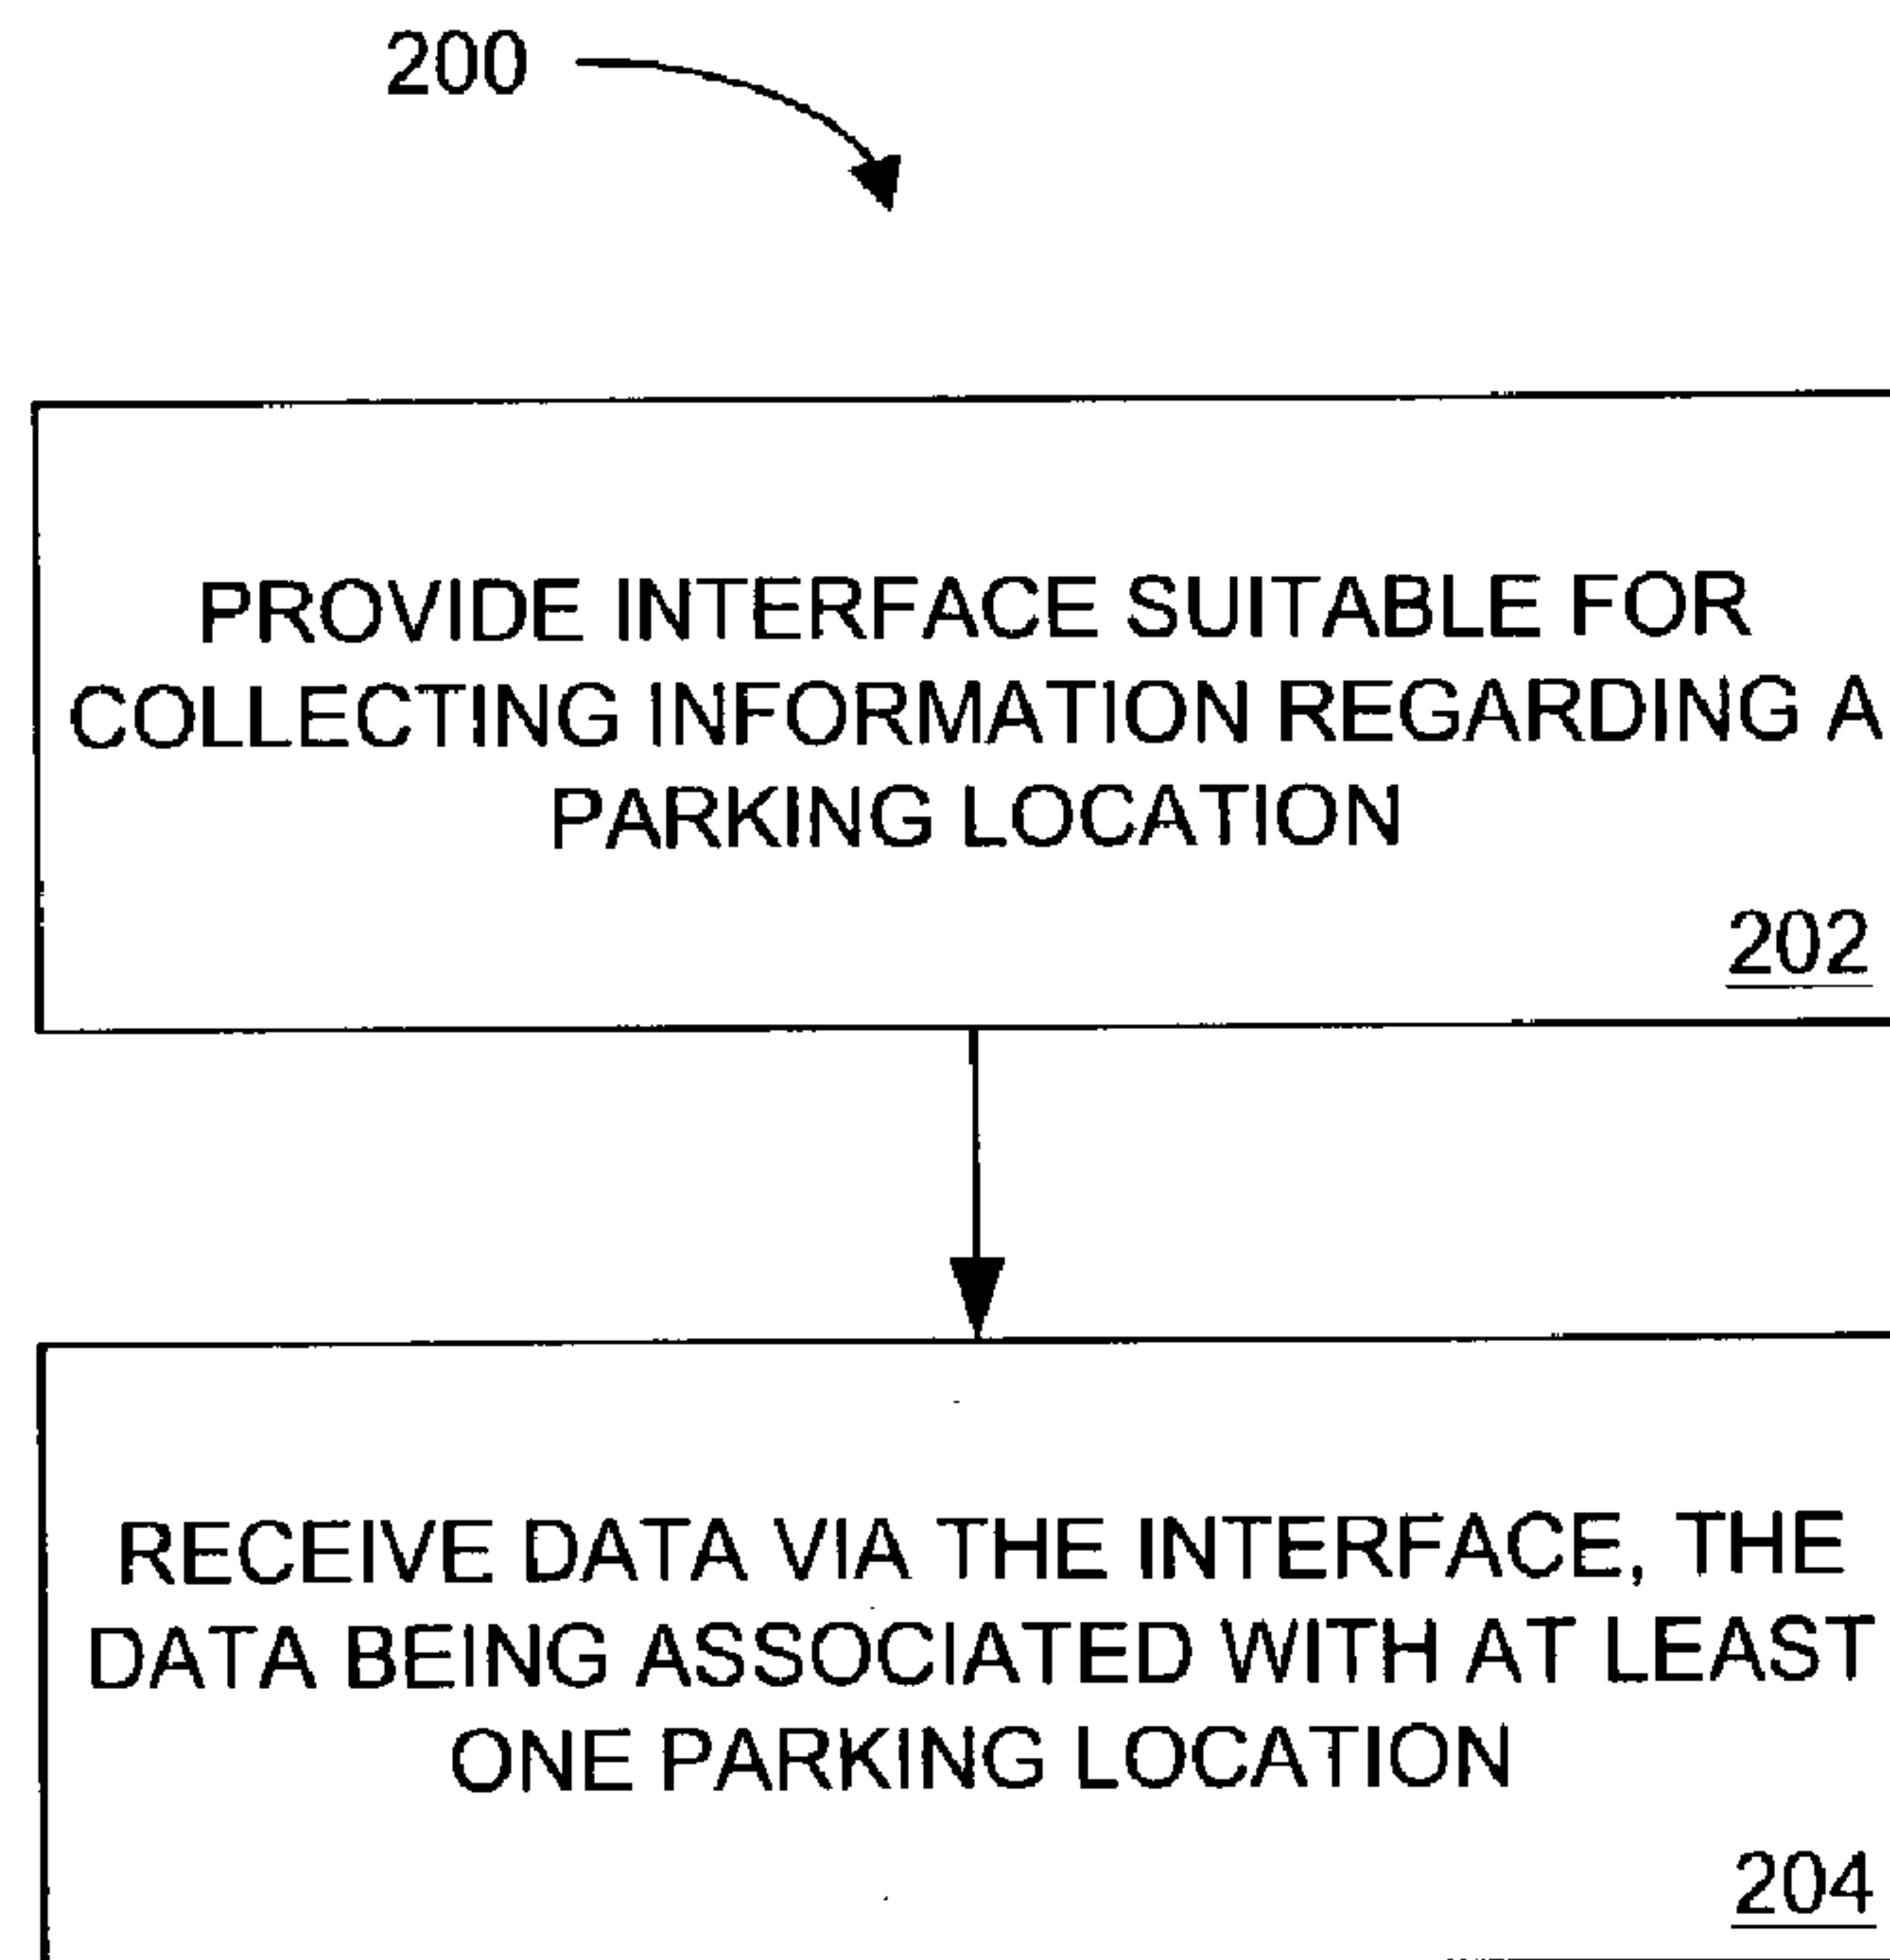 200
PROVIDE INTERFACE SUITABLE FOR
COLLECTING INFORMATION REGARDING A
PARKING LOCATION
202
RECEIVE DATA VIA THE INTERFACE, THE
DATA BEING ASSOCIATED WITH AT LEAST
ONE PARKING LOCATION
204